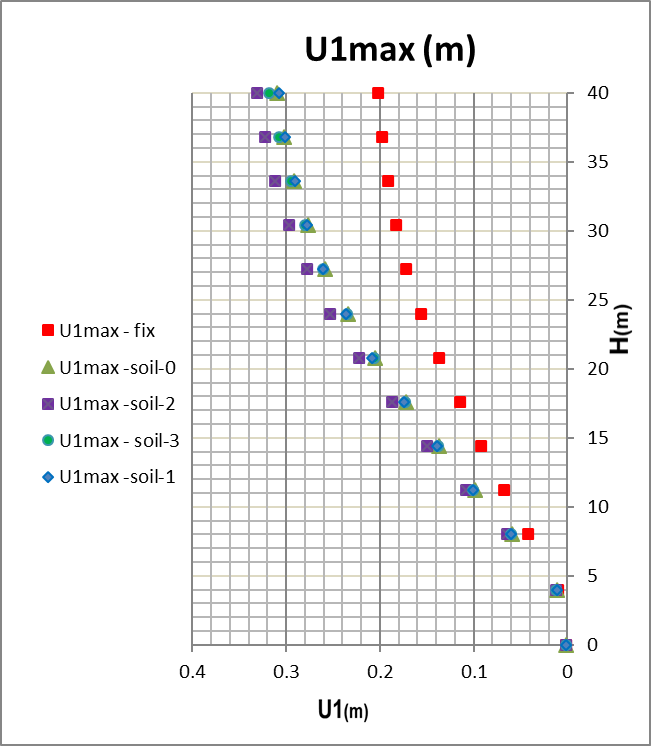 U1max (m)
40
35
30
25
20
15
10
5
0
H(m)
U1max - fix
U1max -soil-0
U1max -soil-2
U1max - soil-3
U1max -soil-1
0.4 0.3 0.2 0.1 0
U1(m)